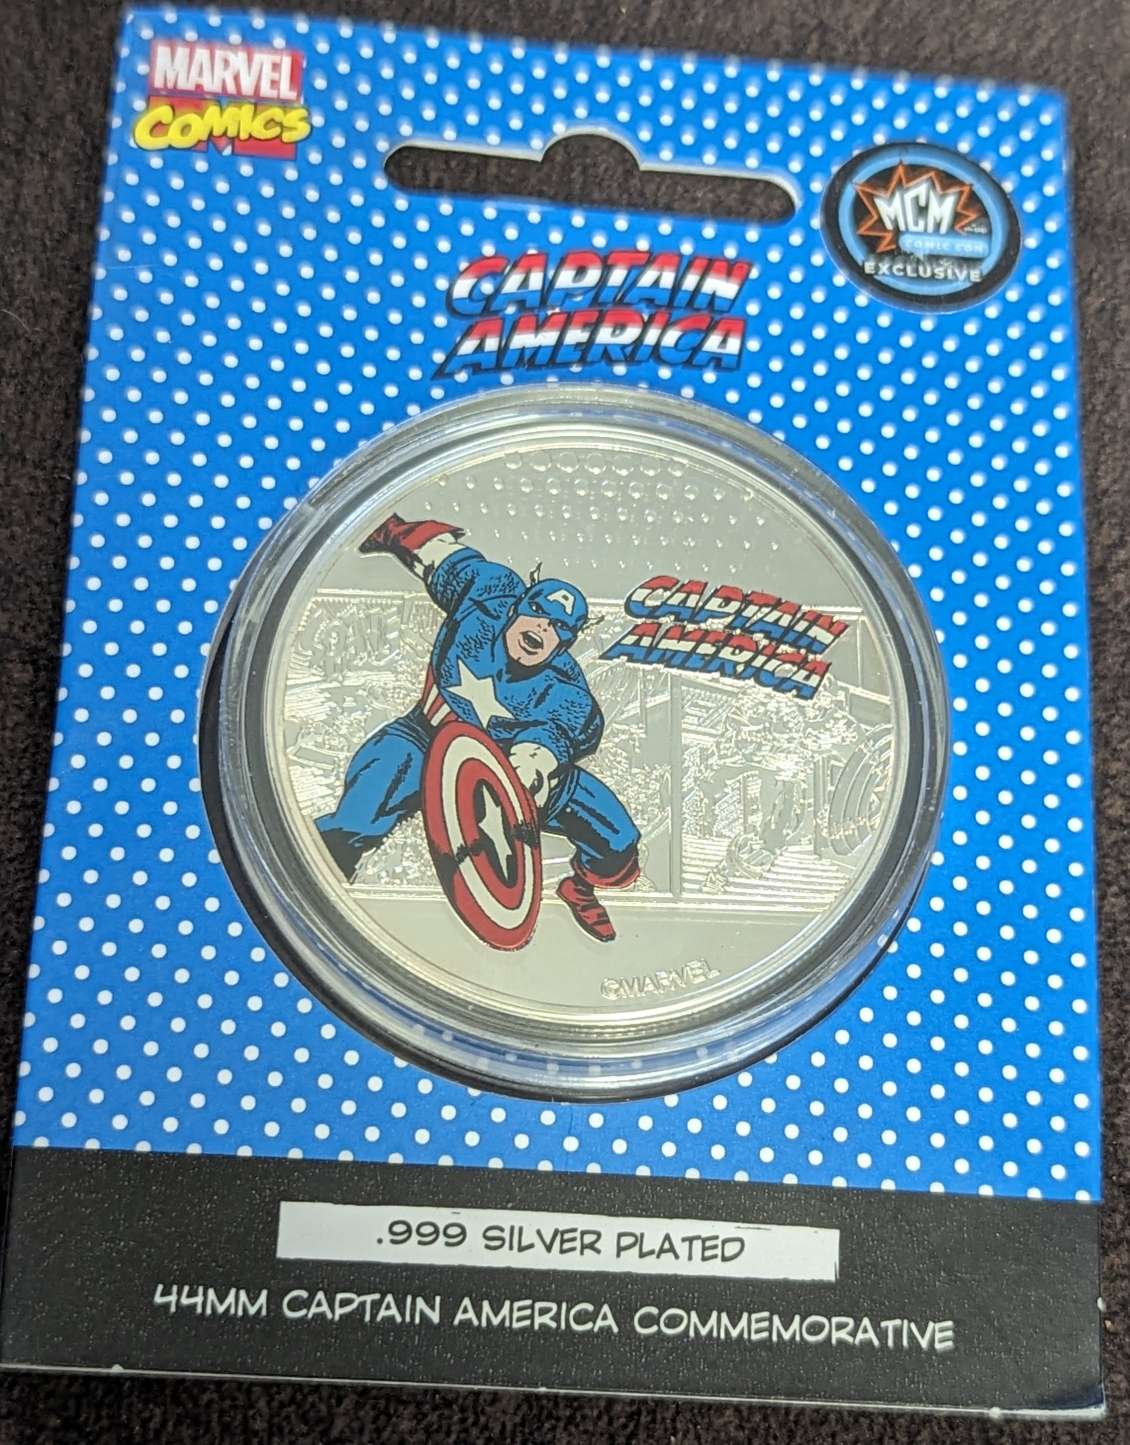 MARVEL
COMICS
MCM
COMIC CON
EXCLUSIVE
CAPTAIN
AMERICA
CAPTAIN
AMERICA
©MARVEL
.999 SILVER PLATED
44MM CAPTAIN AMERICA COMMEMORATIVE